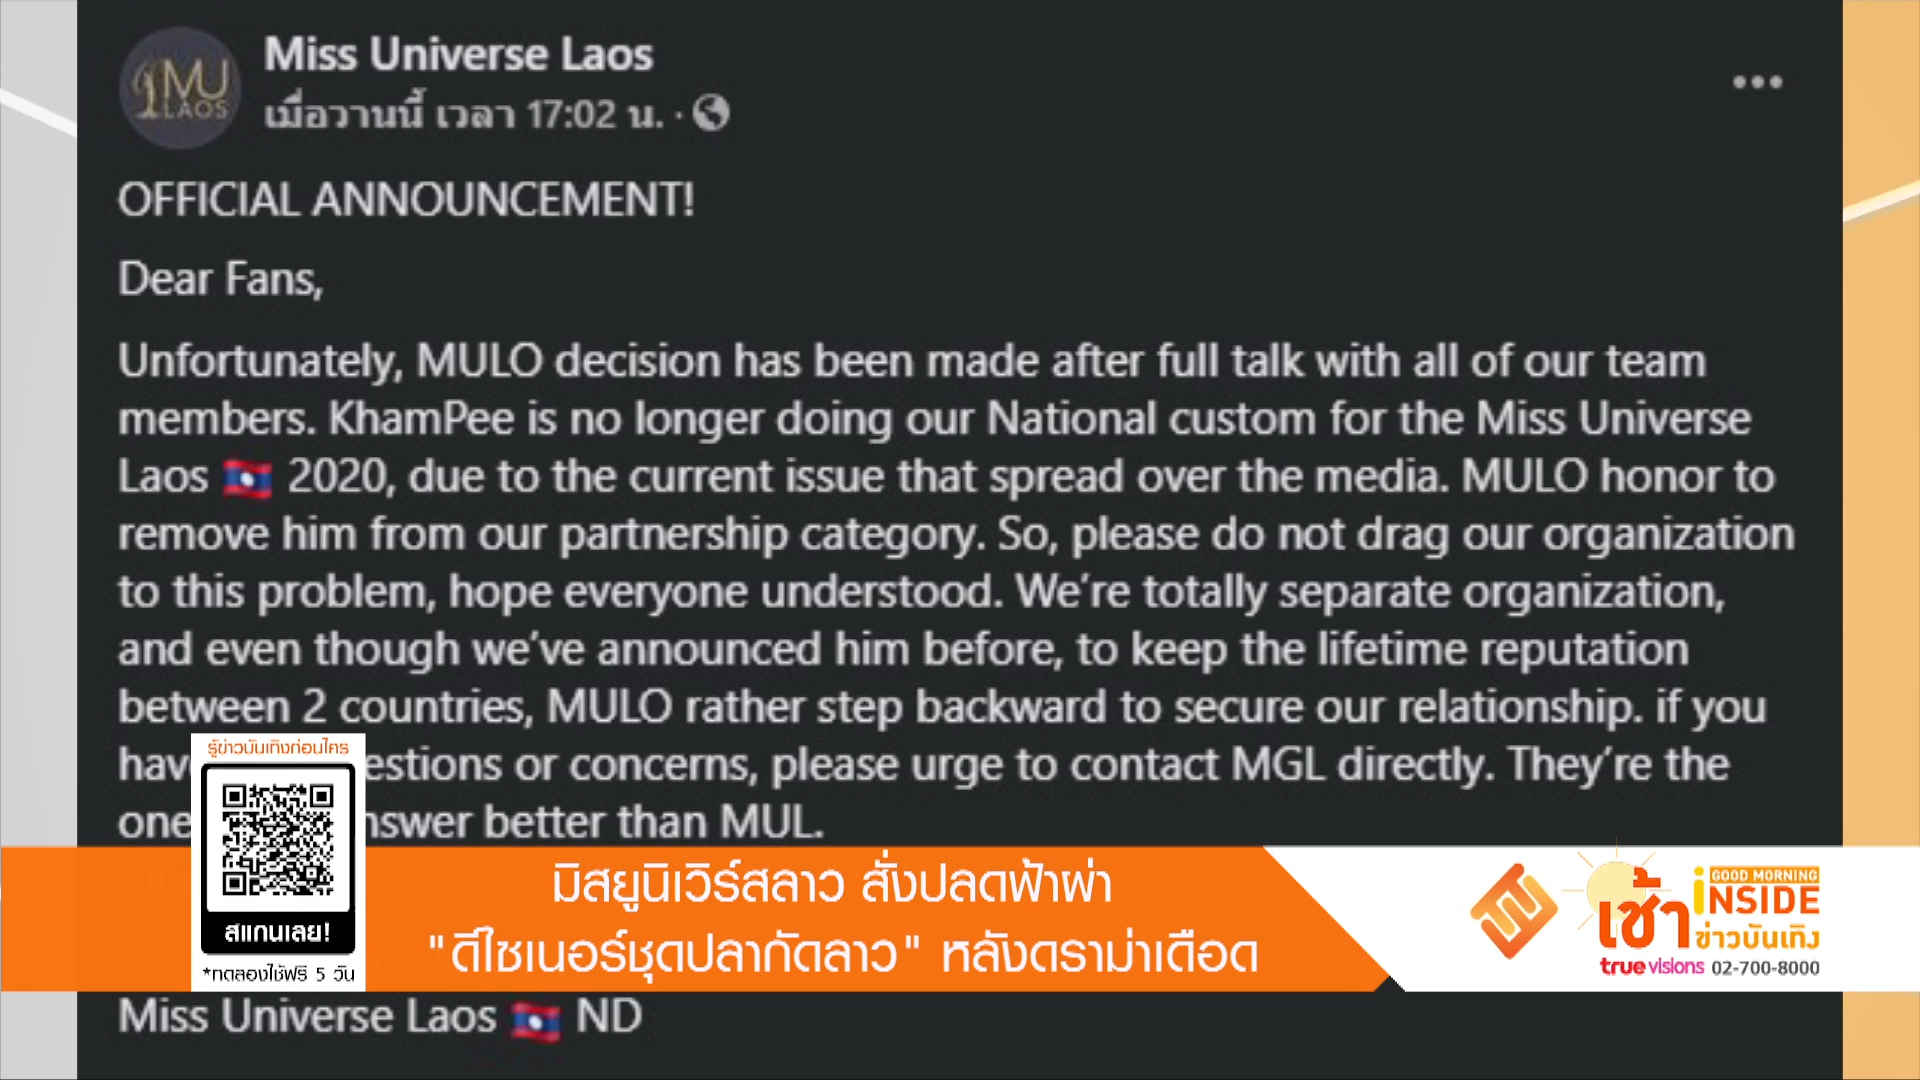 Miss Universe Laos
MU
LAOS
เมื่อวานนี้ เวลา 17:02 น. ·
OFFICIAL ANNOUNCEMENT!
Dear Fans,
Unfortunately, MULO decision has been made after full talk with all of our team
members. KhamPee is no longer doing our National custom for the Miss Universe
Laos 🇱🇦 2020, due to the current issue that spread over the media. MULO honor to
remove him from our partnership category. So, please do not drag our organization
to this problem, hope everyone understood. We’re totally separate organization,
and even though we’ve announced him before, to keep the lifetime reputation
between 2 countries, MULO rather step backward to secure our relationship. if you
estions or concerns, please urge to contact MGL directly. They’re the
one nswer better than MUL.
Miss Universe Laos 🇱🇦 ND
รู้ข่าวบันเทิงก่อนใคร
สแกนเลย!
*ทดลองใช้ฟรี 5 วัน
มิสยูนิเวิร์สลาว สั่งปลดฟ้าผ่า
"ดีไซเนอร์ชุดปลากัดลาว" หลังดราม่าเดือด
GOOD MORNING
เช้า iNSIDE
ข่าวบันเทิง
true visions 02-700-8000